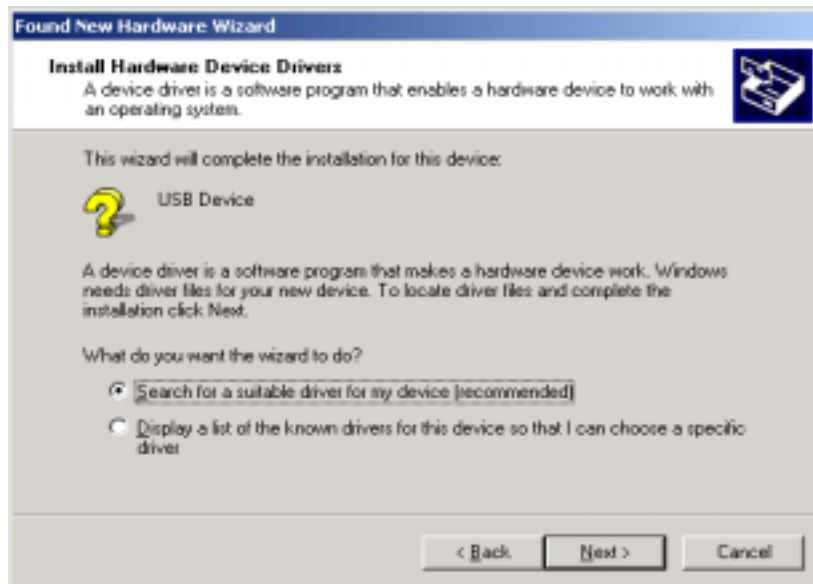 Found New Hardware Wizard
Install Hardware Device Drivers
A device driver is a software program that enables a hardware device to work with
an operating system.
This wizard will complete the installation for this device:
USB Device
A device driver is a software program that makes a hardware device work. Windows
needs driver files for your new device. To locate driver files and complete the
installation click Next.
What do you want the wizard to do?
Search for a suitable driver for my device (recommended)
Display a list of the known drivers for this device so that I can choose a specific
driver
< Back
Next >
Cancel